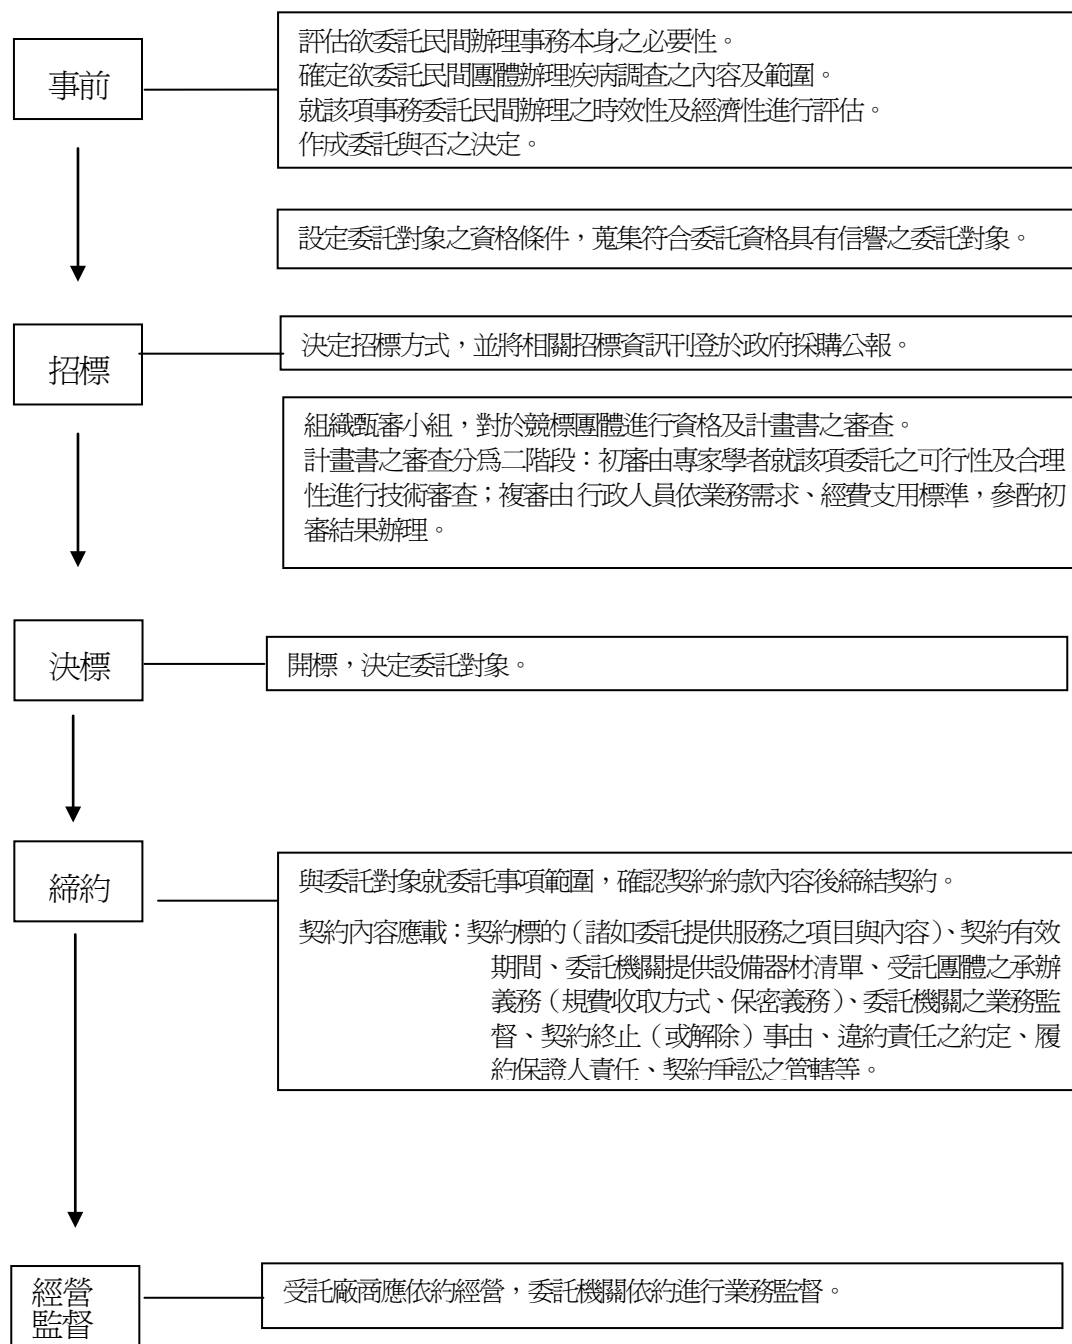 事前
評估欲委託民間辦理事務本身之必要性。
確定欲委託民間團體辦理疾病調查之內容及範圍。
就該項事務委託民間辦理之時效性及經濟性進行評估。
作成委託與否之決定。
設定委託對象之資格條件，蒐集符合委託資格具有信譽之委託對象。
招標
決定招標方式，並將相關招標資訊刊登於政府採購公報。
組織甄審小組，對於競標團體進行資格及計畫書之審查。
計畫書之審查分為二階段：初審由專家學者就該項委託之可行性及合理
性進行技術審查；複審由行政人員依業務需求、經費支用標準，參酌初
審結果辦理。
決標
開標，決定委託對象。
締約
與委託對象就委託事項範圍，確認契約約款內容後締結契約。
契約內容應載：契約標的（諸如委託提供服務之項目與內容）、契約有效
期間、委託機關提供設備器材清單、受託團體之承辦
義務（規費收取方式、保密義務）、委託機關之業務監
督、契約終止（或解除）事由、違約責任之約定、履
約保證人責任、契約爭訟之管轄等。
經營
監督
受託廠商應依約經營，委託機關依約進行業務監督。